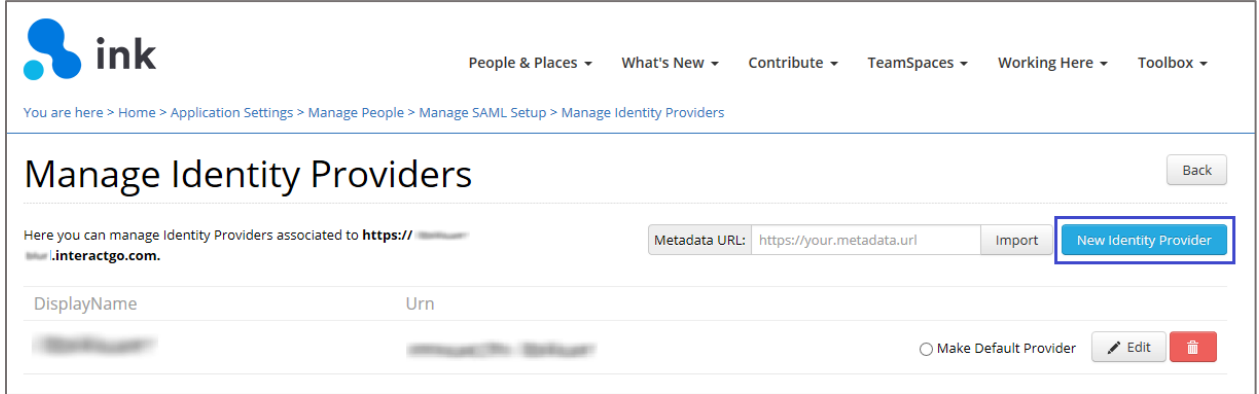 ink
People & Places What's New Contribute TeamSpaces Working Here Toolbox
You are here > Home > Application Settings > Manage People > Manage SAML Setup > Manage Identity Providers
Manage Identity Providers
Back
Here you can manage Identity Providers associated to https://
.interactgo.com.
Metadata URL: https://your.metadata.url Import New Identity Provider
DisplayName Urn
Make Default Provider Edit